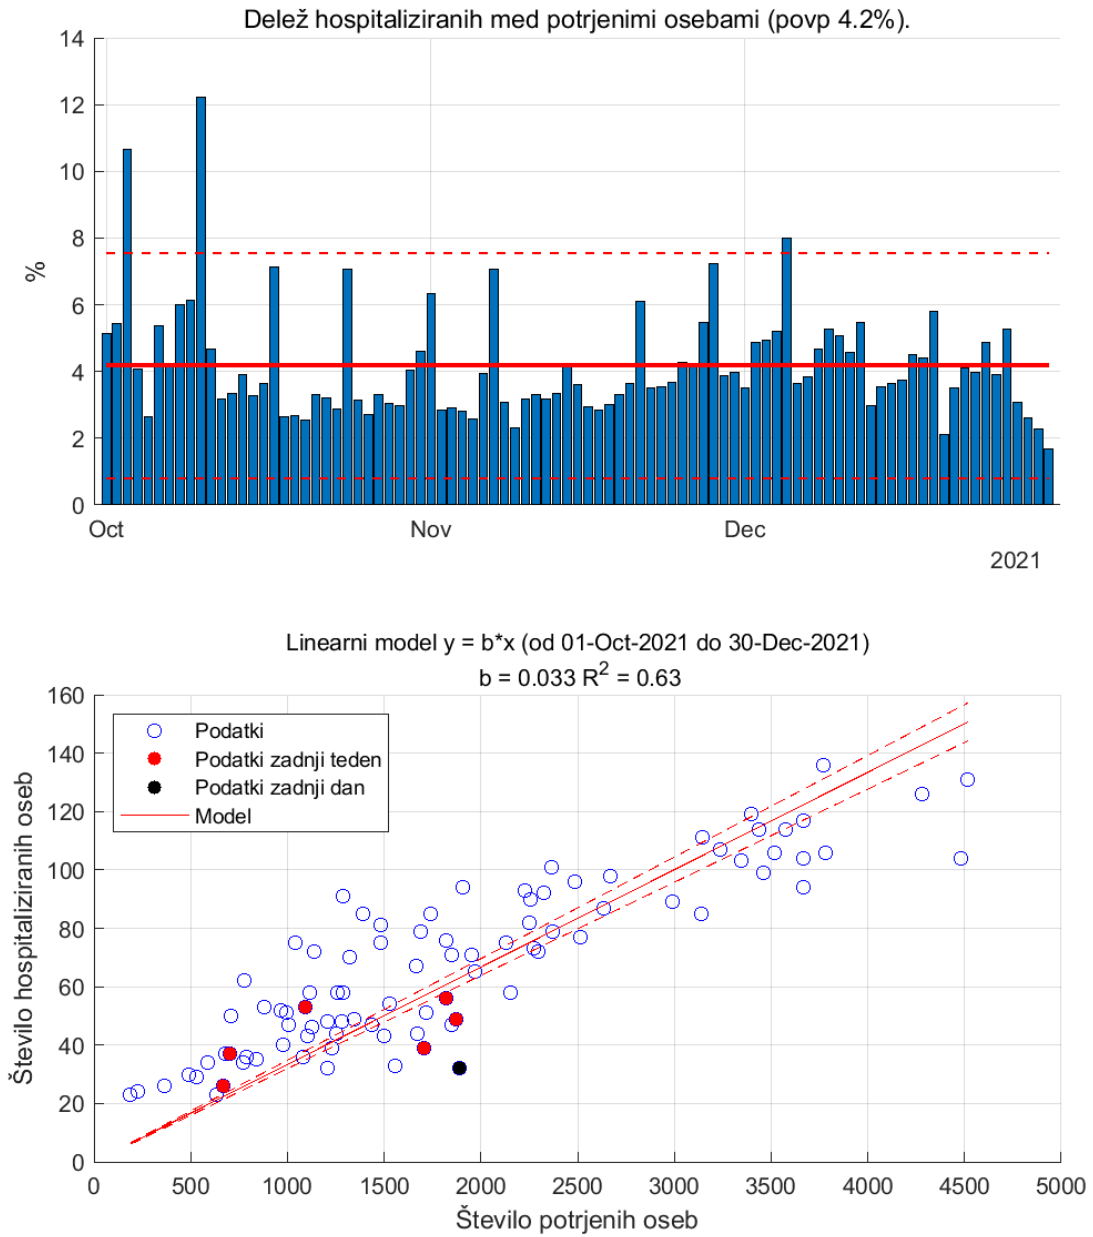 Delež hospitaliziranih med potrjenimi osebami (povp 4.2%).
14
12
10
8
6
4
2
0
%
Oct Nov Dec
2021
Linearni model y = b*x (od 01-Oct-2021 do 30-Dec-2021)
b = 0.033 R² = 0.63
160
140
120
100
80
60
40
20
0
Število hospitaliziranih oseb
Podatki
Podatki zadnji teden
Podatki zadnji dan
Model
0 500 1000 1500 2000 2500 3000 3500 4000 4500 5000
Število potrjenih oseb